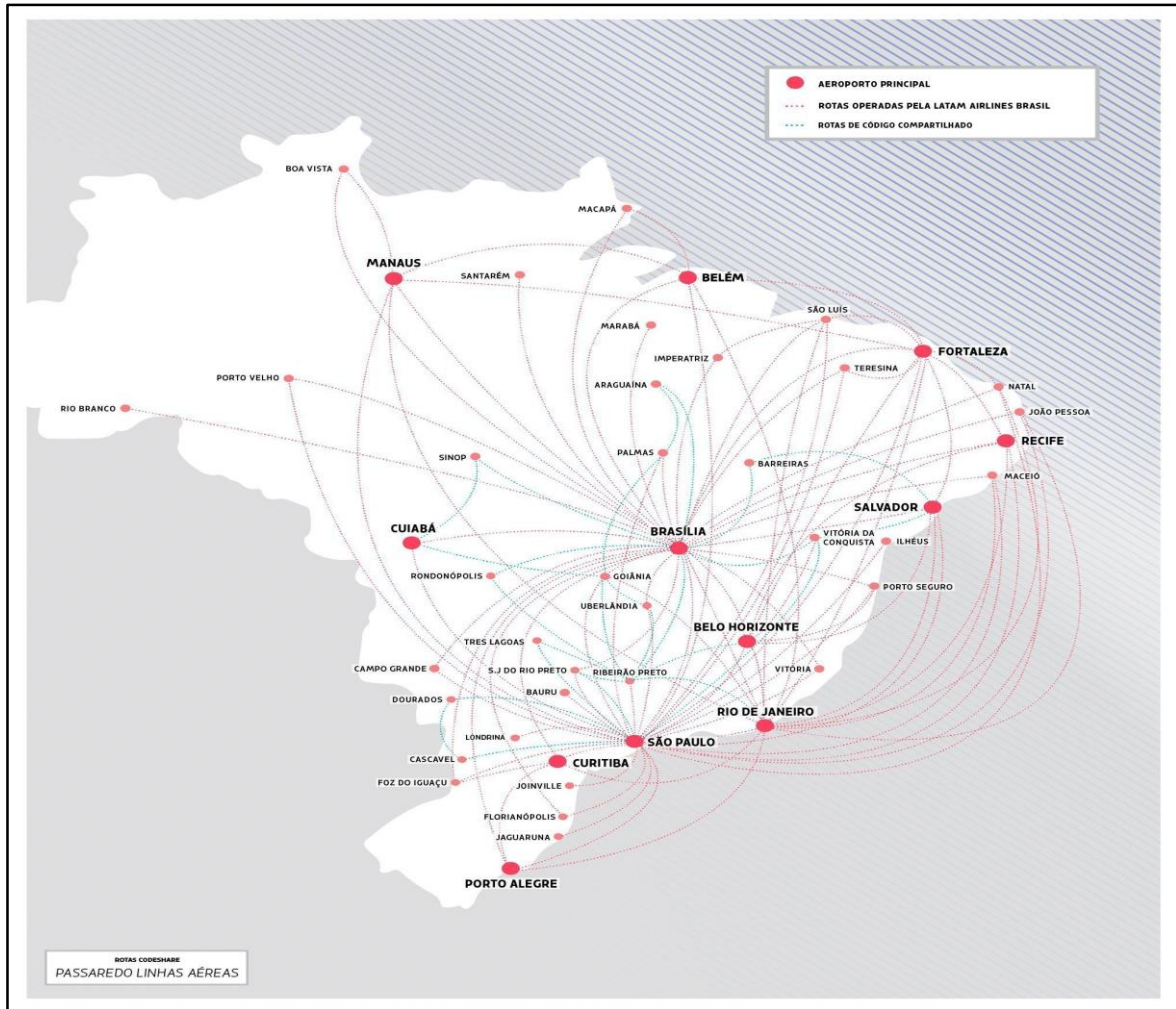 AEROPORTO PRINCIPAL
ROTAS OPERADAS PELA LATAM AIRLINES BRASIL
ROTAS DE CÓDIGO COMPARTILHADO
BOA VISTA
MACAPÁ
MANAUS
SANTARÉM
BELÉM
SÃO LUÍS
MARABÁ
FORTALEZA
IMPERATRIZ
TERESINA
PORTO VELHO
ARAGUAÍNA
NATAL
RIO BRANCO
JOÃO PESSOA
RECIFE
SINOP
PALMAS
BARREIRAS
MACEIÓ
SALVADOR
CUIABÁ
BRASÍLIA
VITÓRIA DA
CONQUISTA
ILHÉUS
RONDONÓPOLIS
GOIÂNIA
PORTO SEGURO
UBERLÂNDIA
BELO HORIZONTE
TRES LAGOAS
CAMPO GRANDE
S.J DO RIO PRETO
RIBEIRÃO PRETO
VITÓRIA
BAURU
DOURADOS
RIO DE JANEIRO
LONDRINA
SÃO PAULO
CASCAVEL
CURITIBA
FOZ DO IGUAÇU
JOINVILLE
FLORIANÓPOLIS
JAGUARUNA
PORTO ALEGRE
ROTAS CODESHARE
PASSAREDO LINHAS AÉREAS